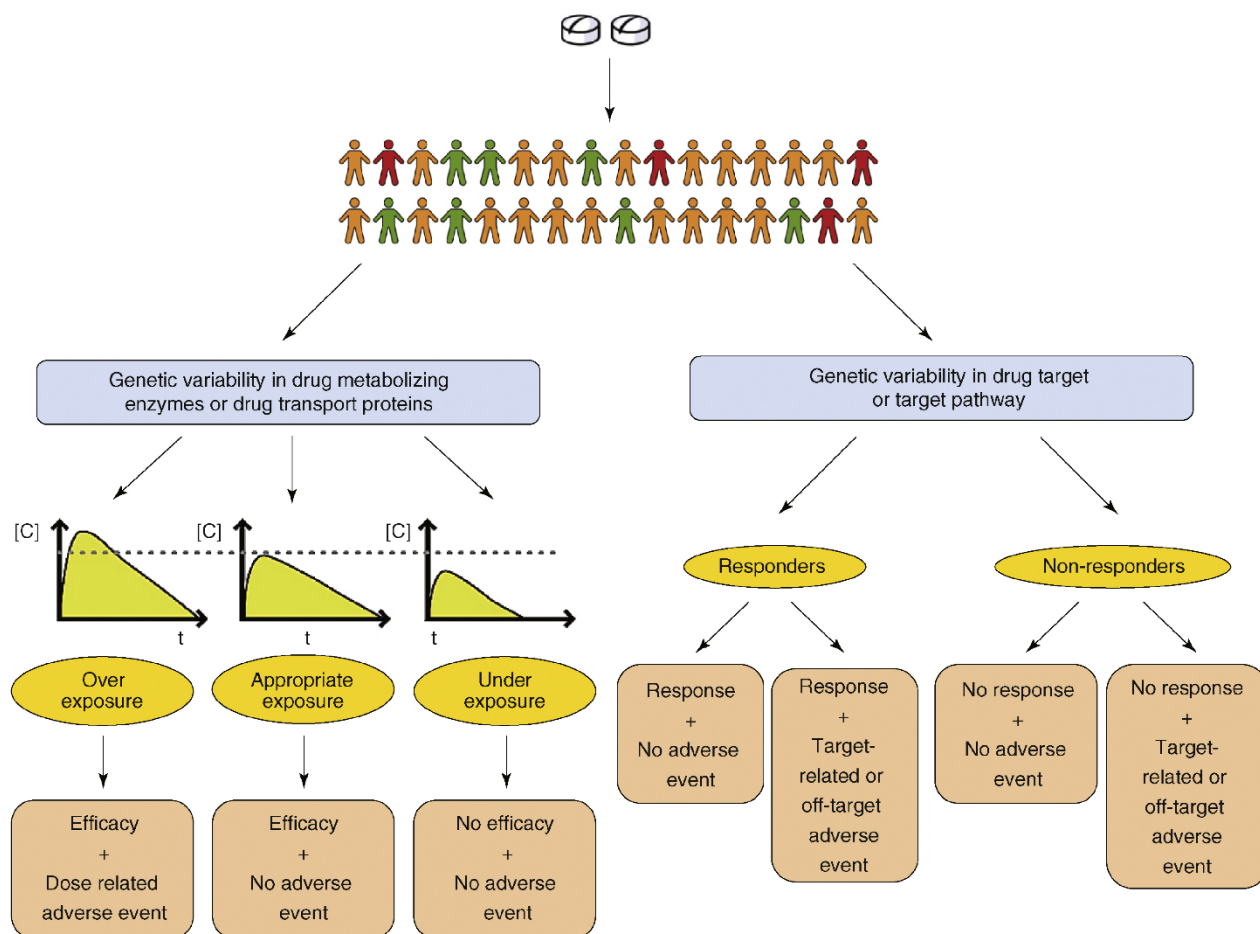 Genetic variability in drug metabolizing
enzymes or drug transport proteins
Genetic variability in drug target
or target pathway
[C]
t
[C]
t
[C]
t
Over
exposure
Appropriate
exposure
Under
exposure
Efficacy
+
Dose related
adverse event
Efficacy
+
No adverse
event
No efficacy
+
No adverse
event
Responders
Non-responders
Response
+
No adverse
event
Response
+
Target-
related or
off-target
adverse
event
No response
+
No adverse
event
No response
+
Target-
related or
off-target
adverse
event